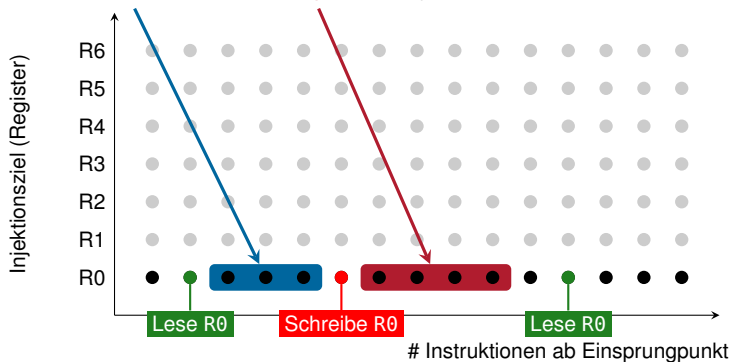 Injektionsziel (Register)
R6
R5
R4
R3
R2
R1
R0
Lese R0
Schreibe R0
Lese R0
# Instruktionen ab Einsprungpunkt